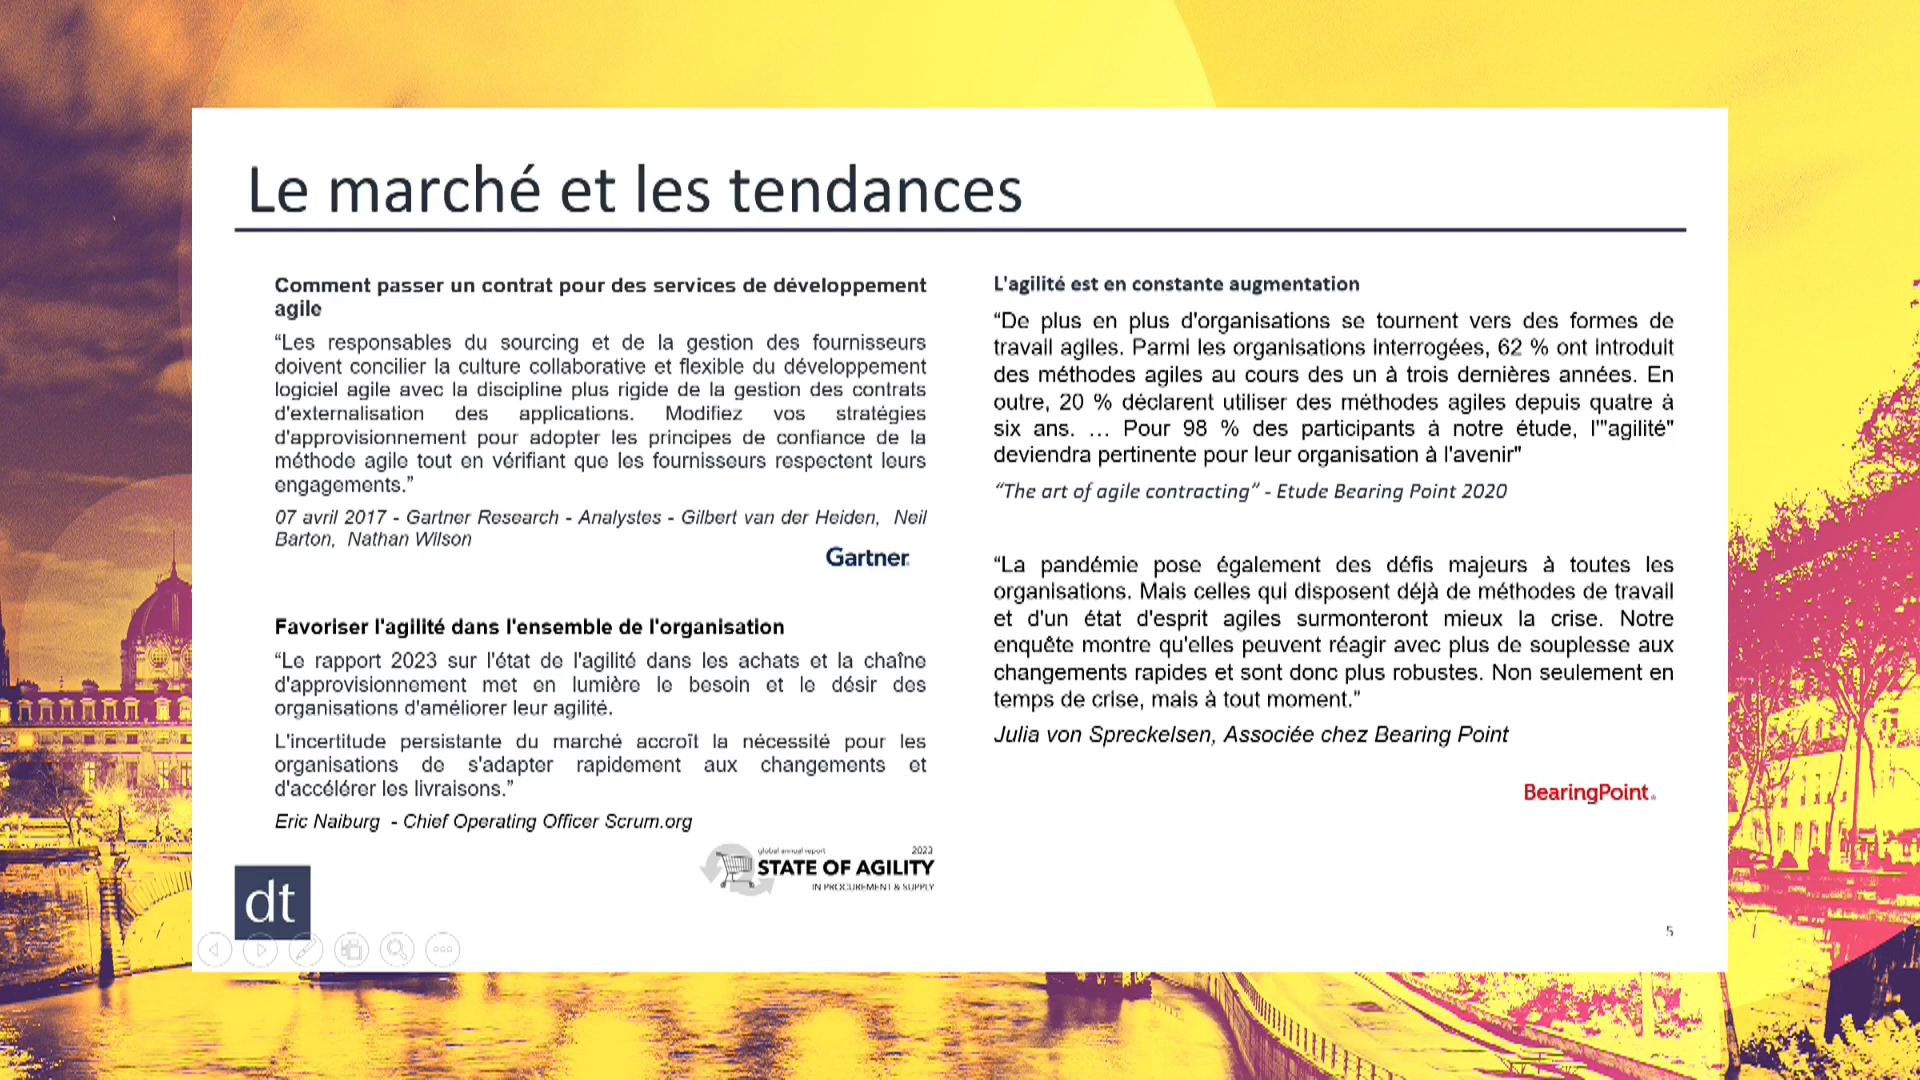 Le marché et les tendances
Comment passer un contrat pour des services de développement
agile
“Les responsables du sourcing et de la gestion des fournisseurs
doivent concilier la culture collaborative et flexible du développement
logiciel agile avec la discipline plus rigide de la gestion des contrats
d'externalisation des applications. Modifiez vos stratégies
d'approvisionnement pour adopter les principes de confiance de la
méthode agile tout en vérifiant que les fournisseurs respectent leurs
engagements.”
07 avril 2017 - Gartner Research - Analystes - Gilbert van der Heiden, Neil
Barton, Nathan Wilson
Gartner
Favoriser l'agilité dans l'ensemble de l'organisation
“Le rapport 2023 sur l'état de l'agilité dans les achats et la chaîne
d'approvisionnement met en lumière le besoin et le désir des
organisations d'améliorer leur agilité.
L'incertitude persistante du marché accroît la nécessité pour les
organisations de s'adapter rapidement aux changements et
d'accélérer les livraisons.”
Eric Naiburg - Chief Operating Officer Scrum.org
global annual report 2023
STATE OF AGILITY
IN PROCUREMENT & SUPPLY
dt
L'agilité est en constante augmentation
“De plus en plus d'organisations se tournent vers des formes de
travail agiles. Parmi les organisations interrogées, 62 % ont introduit
des méthodes agiles au cours des un à trois dernières années. En
outre, 20 % déclarent utiliser des méthodes agiles depuis quatre à
six ans. … Pour 98 % des participants à notre étude, l'"agilité"
deviendra pertinente pour leur organisation à l'avenir"
“The art of agile contracting” - Etude Bearing Point 2020
“La pandémie pose également des défis majeurs à toutes les
organisations. Mais celles qui disposent déjà de méthodes de travail
et d'un état d'esprit agiles surmonteront mieux la crise. Notre
enquête montre qu'elles peuvent réagir avec plus de souplesse aux
changements rapides et sont donc plus robustes. Non seulement en
temps de crise, mais à tout moment.”
Julia von Spreckelsen, Associée chez Bearing Point
BearingPoint
5